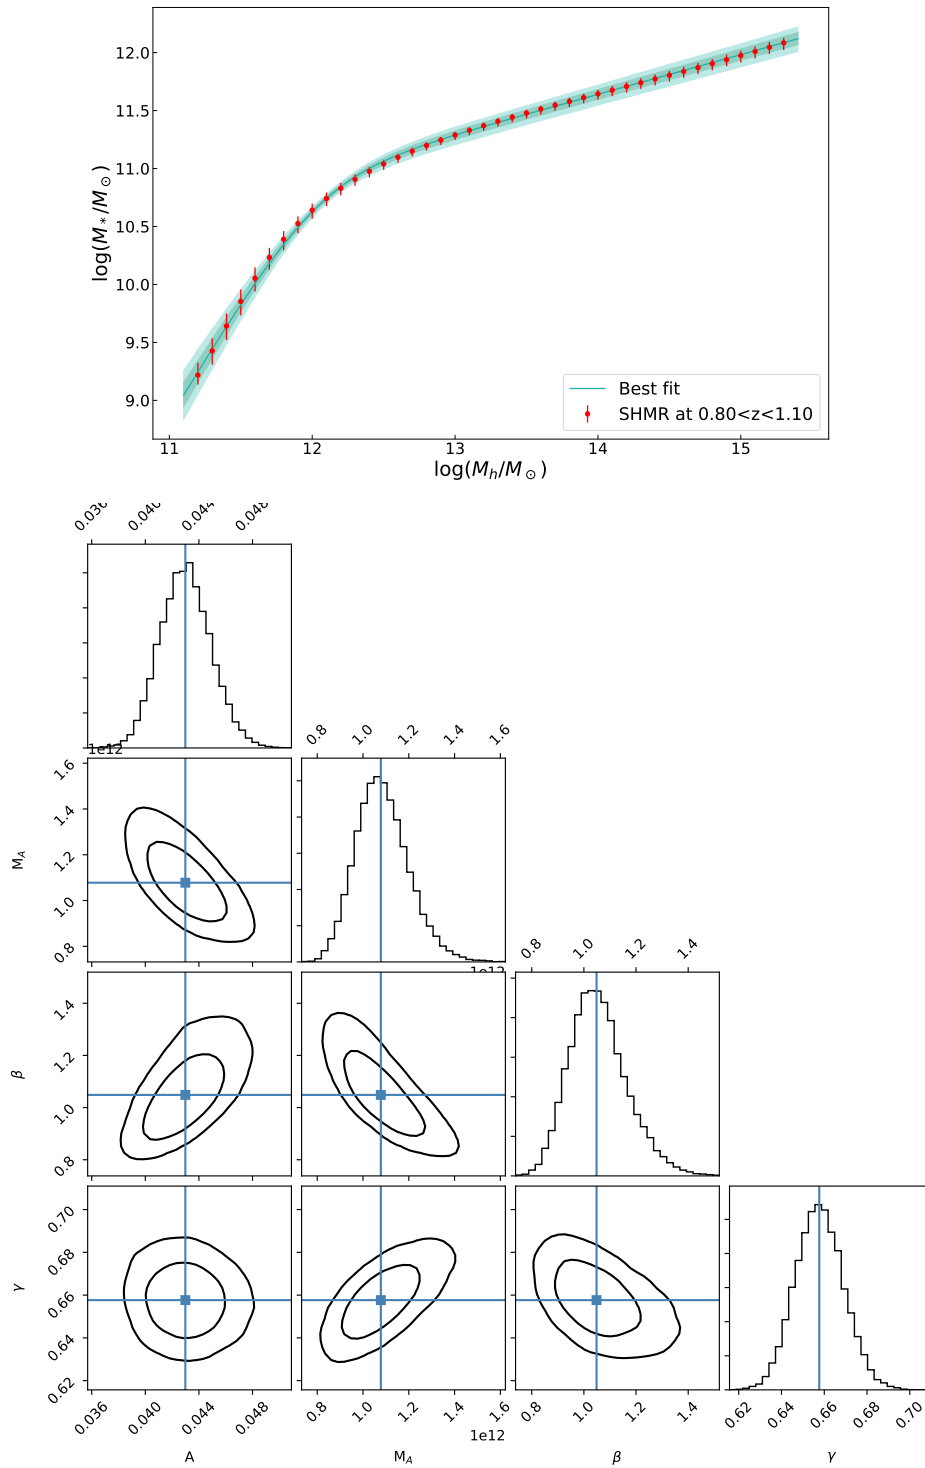 12.0
11.5
11.0
10.5
10.0
9.5
9.0
log(M*/M⊙)
Best fit
SHMR at 0.80<z<1.10
11 12 13 14 15
log(Mh/M⊙)
0.036 0.040 0.044 0.048
1e12
0.8 1.0 1.2 1.4 1.6
1.6
1.4
1.2
1.0
0.8
MA
1e12
0.8 1.0 1.2 1.4
1.4
1.2
1.0
0.8
β
0.70
0.68
0.66
0.64
0.62
γ
0.036 0.040 0.044 0.048
0.8 1.0 1.2 1.4 1.6
0.8 1.0 1.2 1.4
0.62 0.64 0.66 0.68 0.70
1e12
A MA β γ